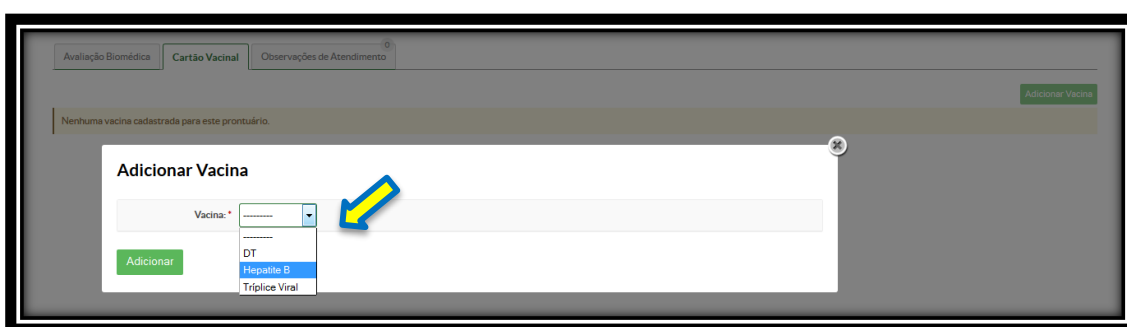 Avaliação Biomédica Cartão Vacinal Observações de Atendimento 0
Adicionar Vacina
Nenhuma vacina cadastrada para este prontuário.
Adicionar Vacina
Vacina: * ---------
---------
DT
Hepatite B
Tríplice Viral
Adicionar